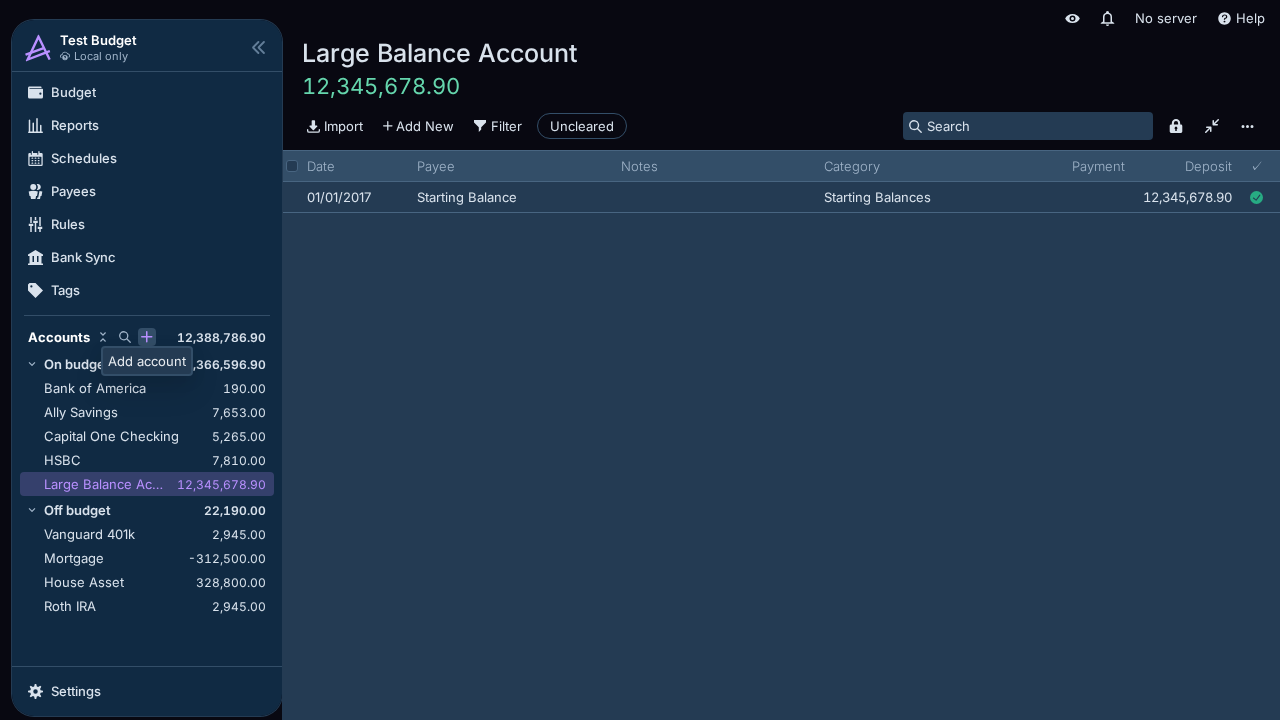 Test Budget
Local only
Budget
Reports
Schedules
Payees
Rules
Bank Sync
Tags
Accounts 12,388,786.90
Add account
On budge ,366,596.90
Bank of America 190.00
Ally Savings 7,653.00
Capital One Checking 5,265.00
HSBC 7,810.00
Large Balance Ac... 12,345,678.90
Off budget 22,190.00
Vanguard 401k 2,945.00
Mortgage -312,500.00
House Asset 328,800.00
Roth IRA 2,945.00
Settings
No server Help
Large Balance Account
12,345,678.90
Import Add New Filter Uncleared Search
Date Payee Notes Category Payment Deposit ✓
01/01/2017 Starting Balance Starting Balances 12,345,678.90